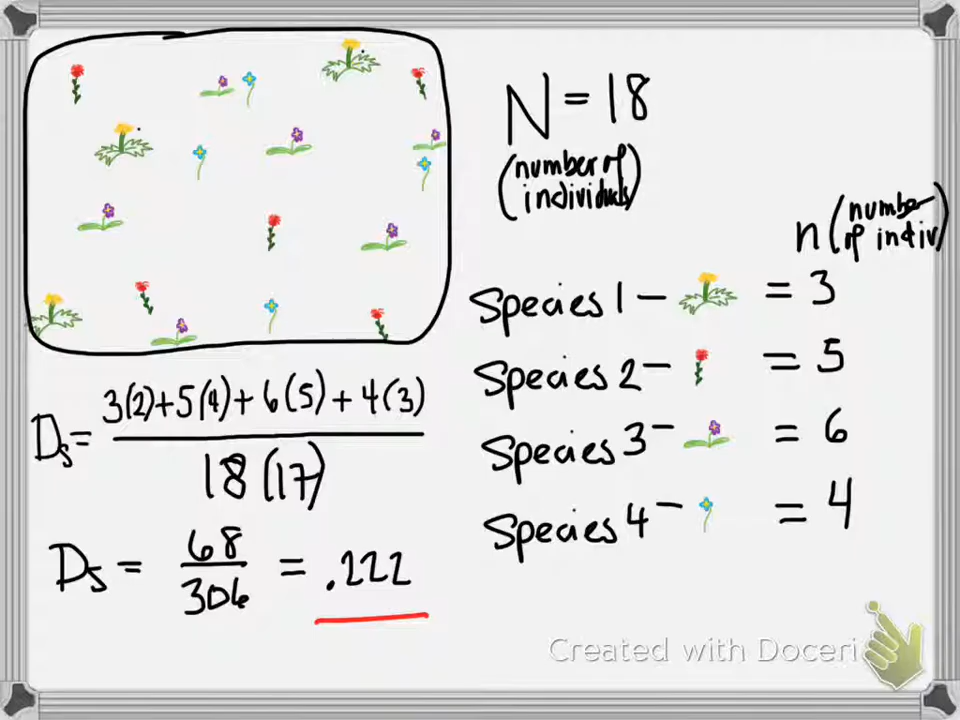 N = 18
(number of
individuals)
n (number
of indiv)
Species 1 – = 3
Species 2 – = 5
Species 3 – = 6
Species 4 – = 4
Ds = 3(2)+5(4)+6(5)+4(3)
18(17)
Ds = 68
306
= .222
Created with Doceri